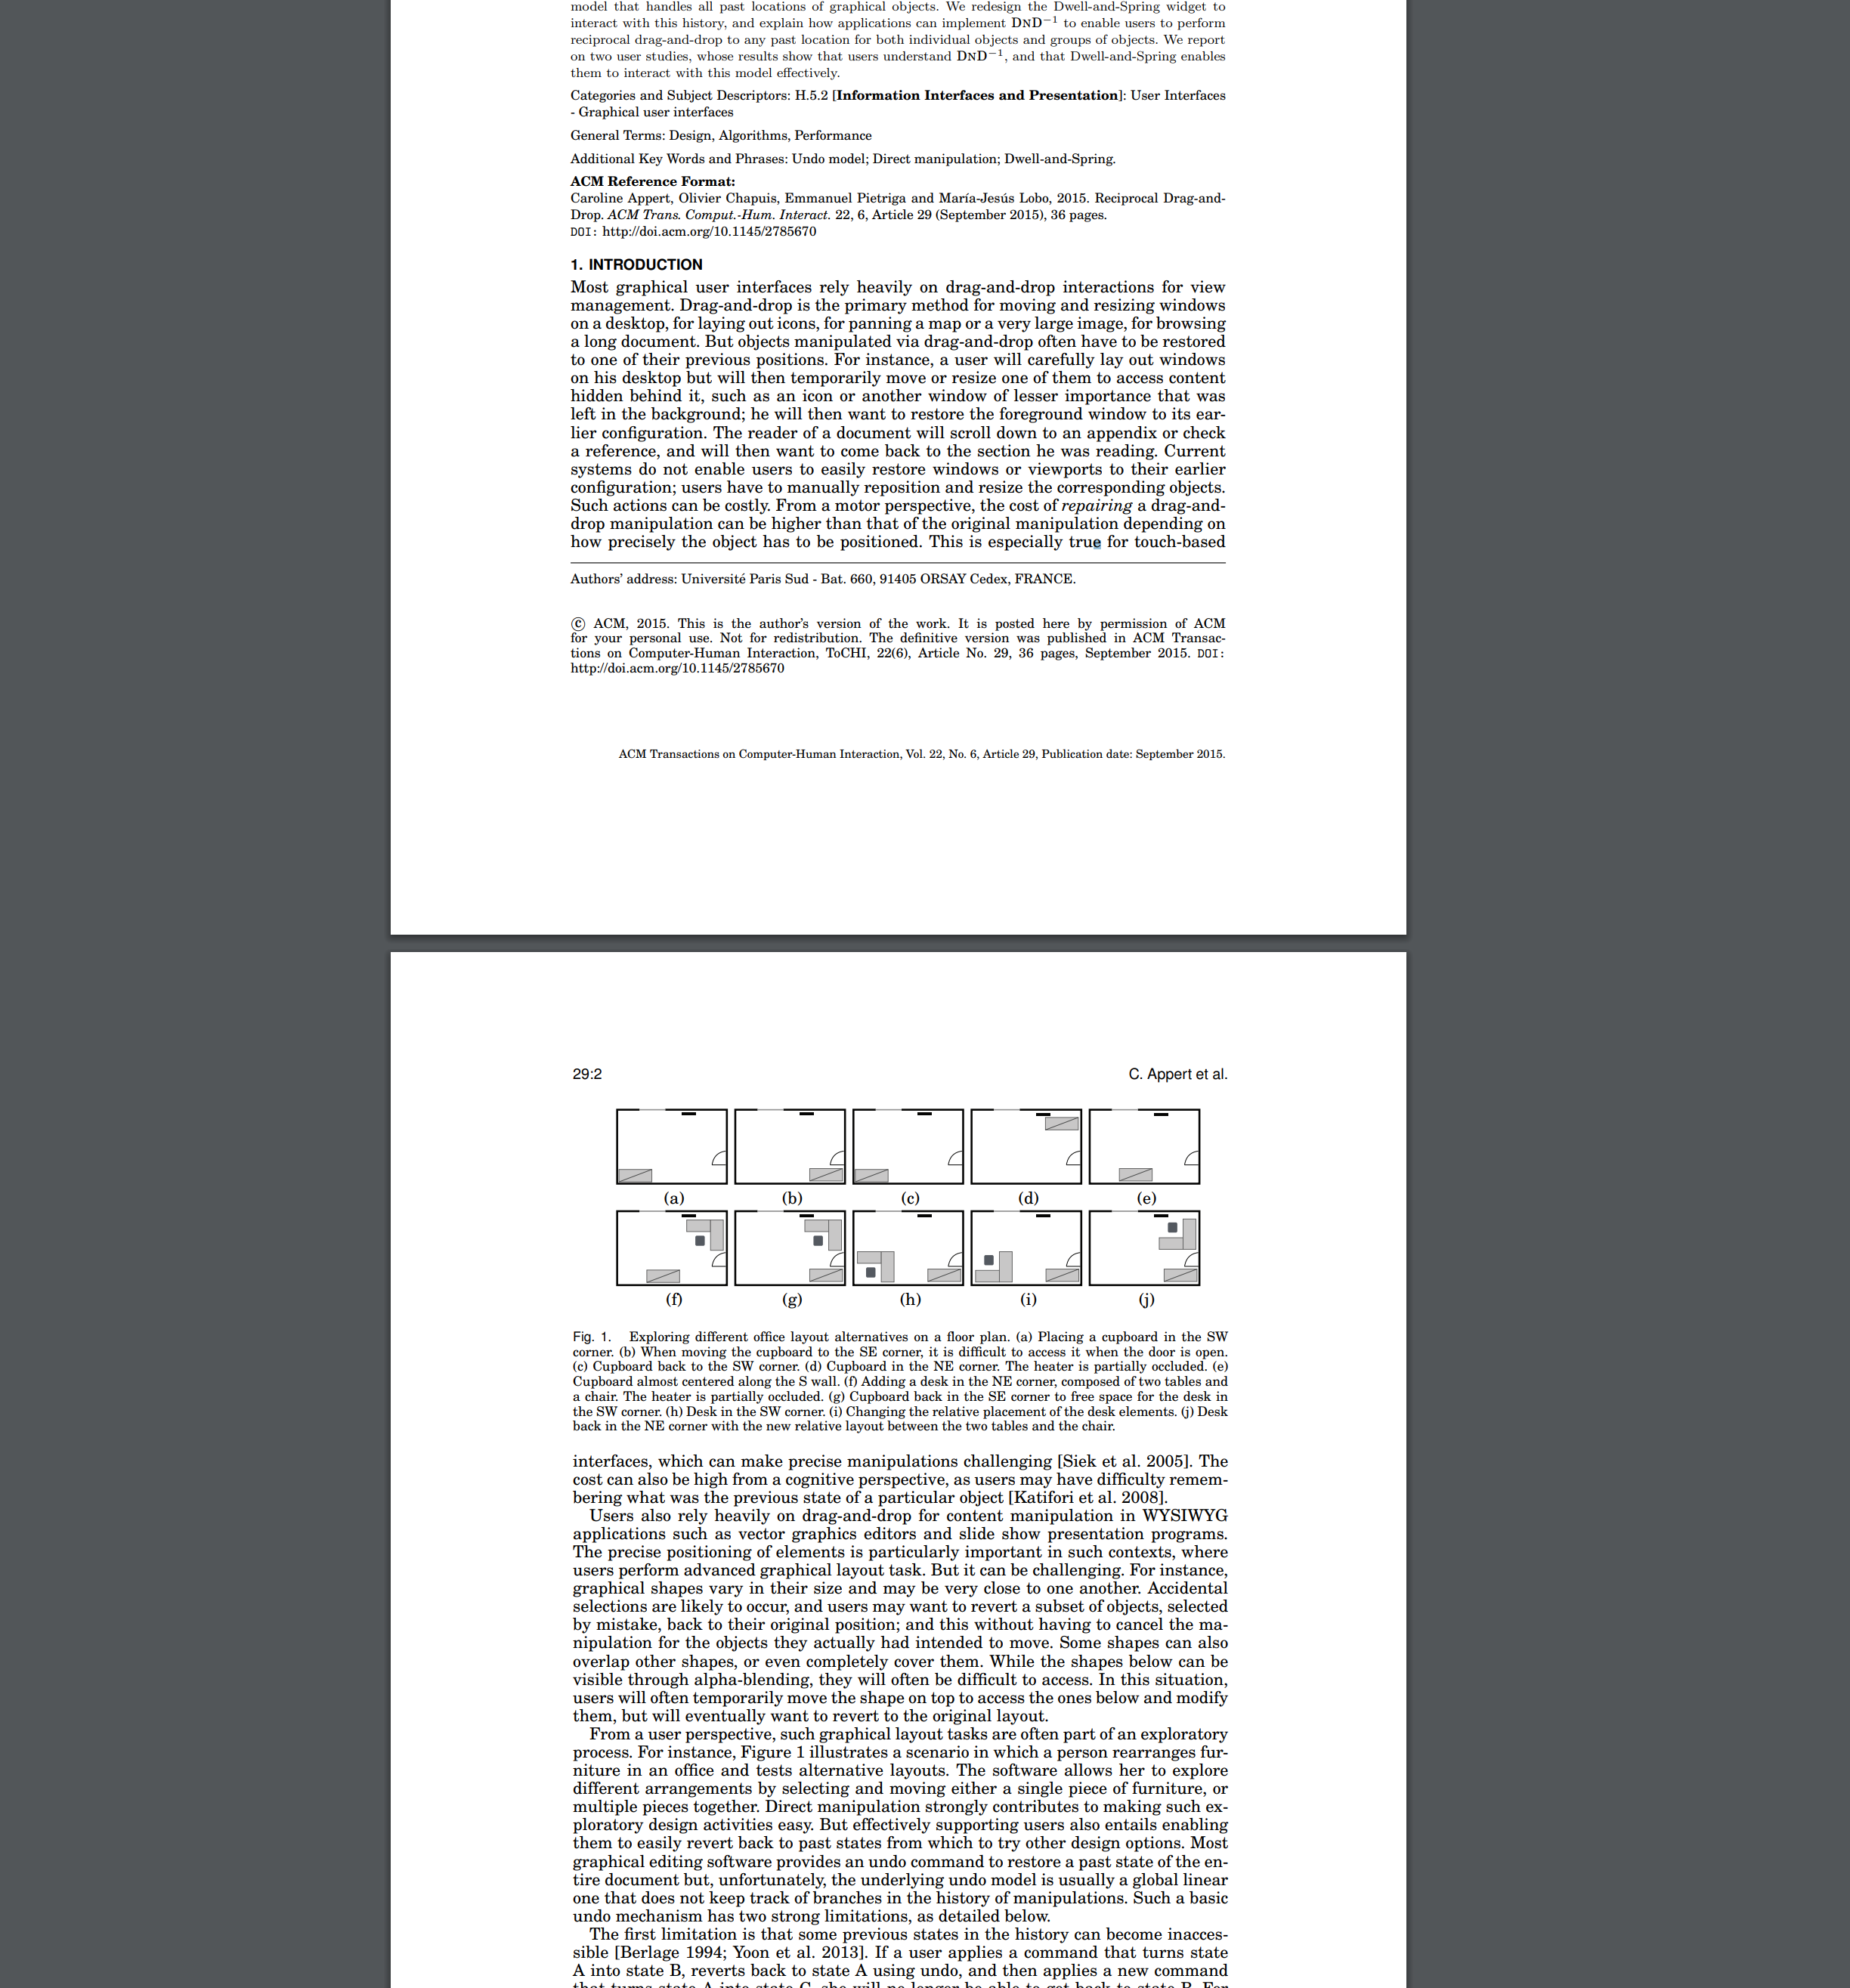 model that handles all past locations of graphical objects. We redesign the Dwell-and-Spring widget to
interact with this history, and explain how applications can implement DND⁻¹ to enable users to perform
reciprocal drag-and-drop to any past location for both individual objects and groups of objects. We report
on two user studies, whose results show that users understand DND⁻¹, and that Dwell-and-Spring enables
them to interact with this model effectively.
Categories and Subject Descriptors: H.5.2 [Information Interfaces and Presentation]: User Interfaces
- Graphical user interfaces
General Terms: Design, Algorithms, Performance
Additional Key Words and Phrases: Undo model; Direct manipulation; Dwell-and-Spring.
ACM Reference Format:
Caroline Appert, Olivier Chapuis, Emmanuel Pietriga and María-Jesús Lobo, 2015. Reciprocal Drag-and-
Drop. ACM Trans. Comput.-Hum. Interact. 22, 6, Article 29 (September 2015), 36 pages.
DOI: http://doi.acm.org/10.1145/2785670
1. INTRODUCTION
Most graphical user interfaces rely heavily on drag-and-drop interactions for view
management. Drag-and-drop is the primary method for moving and resizing windows
on a desktop, for laying out icons, for panning a map or a very large image, for browsing
a long document. But objects manipulated via drag-and-drop often have to be restored
to one of their previous positions. For instance, a user will carefully lay out windows
on his desktop but will then temporarily move or resize one of them to access content
hidden behind it, such as an icon or another window of lesser importance that was
left in the background; he will then want to restore the foreground window to its ear-
lier configuration. The reader of a document will scroll down to an appendix or check
a reference, and will then want to come back to the section he was reading. Current
systems do not enable users to easily restore windows or viewports to their earlier
configuration; users have to manually reposition and resize the corresponding objects.
Such actions can be costly. From a motor perspective, the cost of repairing a drag-and-
drop manipulation can be higher than that of the original manipulation depending on
how precisely the object has to be positioned. This is especially true for touch-based
Authors' address: Université Paris Sud - Bat. 660, 91405 ORSAY Cedex, FRANCE.
© ACM, 2015. This is the author's version of the work. It is posted here by permission of ACM
for your personal use. Not for redistribution. The definitive version was published in ACM Transac-
tions on Computer-Human Interaction, ToCHI, 22(6), Article No. 29, 36 pages, September 2015. DOI:
http://doi.acm.org/10.1145/2785670
ACM Transactions on Computer-Human Interaction, Vol. 22, No. 6, Article 29, Publication date: September 2015.
29:2 C. Appert et al.
(a) (b) (c) (d) (e)
(f) (g) (h) (i) (j)
Fig. 1. Exploring different office layout alternatives on a floor plan. (a) Placing a cupboard in the SW
corner. (b) When moving the cupboard to the SE corner, it is difficult to access it when the door is open.
(c) Cupboard back to the SW corner. (d) Cupboard in the NE corner. The heater is partially occluded. (e)
Cupboard almost centered along the S wall. (f) Adding a desk in the NE corner, composed of two tables and
a chair. The heater is partially occluded. (g) Cupboard back in the SE corner to free space for the desk in
the SW corner. (h) Desk in the SW corner. (i) Changing the relative placement of the desk elements. (j) Desk
back in the NE corner with the new relative layout between the two tables and the chair.
interfaces, which can make precise manipulations challenging [Siek et al. 2005]. The
cost can also be high from a cognitive perspective, as users may have difficulty remem-
bering what was the previous state of a particular object [Katifori et al. 2008].
Users also rely heavily on drag-and-drop for content manipulation in WYSIWYG
applications such as vector graphics editors and slide show presentation programs.
The precise positioning of elements is particularly important in such contexts, where
users perform advanced graphical layout task. But it can be challenging. For instance,
graphical shapes vary in their size and may be very close to one another. Accidental
selections are likely to occur, and users may want to revert a subset of objects, selected
by mistake, back to their original position; and this without having to cancel the ma-
nipulation for the objects they actually had intended to move. Some shapes can also
overlap other shapes, or even completely cover them. While the shapes below can be
visible through alpha-blending, they will often be difficult to access. In this situation,
users will often temporarily move the shape on top to access the ones below and modify
them, but will eventually want to revert to the original layout.
From a user perspective, such graphical layout tasks are often part of an exploratory
process. For instance, Figure 1 illustrates a scenario in which a person rearranges fur-
niture in an office and tests alternative layouts. The software allows her to explore
different arrangements by selecting and moving either a single piece of furniture, or
multiple pieces together. Direct manipulation strongly contributes to making such ex-
ploratory design activities easy. But effectively supporting users also entails enabling
them to easily revert back to past states from which to try other design options. Most
graphical editing software provides an undo command to restore a past state of the en-
tire document but, unfortunately, the underlying undo model is usually a global linear
one that does not keep track of branches in the history of manipulations. Such a basic
undo mechanism has two strong limitations, as detailed below.
The first limitation is that some previous states in the history can become inacces-
sible [Berlage 1994; Yoon et al. 2013]. If a user applies a command that turns state
A into state B, reverts back to state A using undo, and then applies a new command
that turns state A into state C, she will no longer be able to get back to state B. For